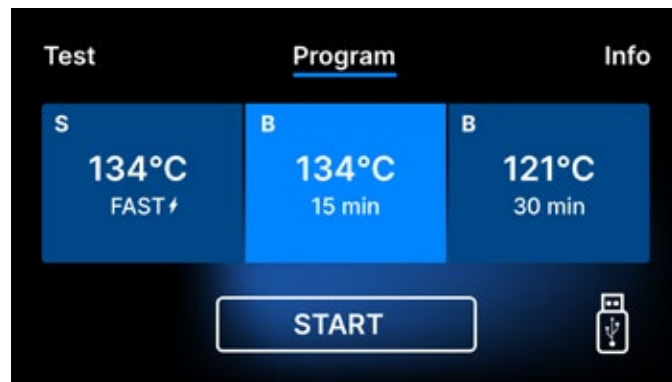 Test Program Info
S B B
134°C 134°C 121°C
FAST 15 min 30 min
START